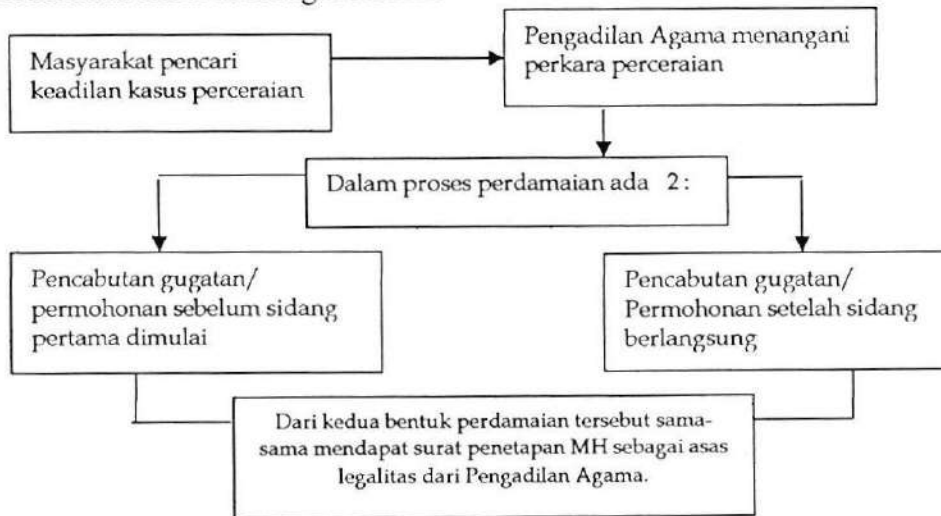 Masyarakat pencari
keadilan kasus perceraian
Pengadilan Agama menangani
perkara perceraian
Dalam proses perdamaian ada 2 :
Pencabutan gugatan/
permohonan sebelum sidang
pertama dimulai
Pencabutan gugatan/
Permohonan setelah sidang
berlangsung
Dari kedua bentuk perdamaian tersebut sama-
sama mendapat surat penetapan MH sebagai asas
legalitas dari Pengadilan Agama.